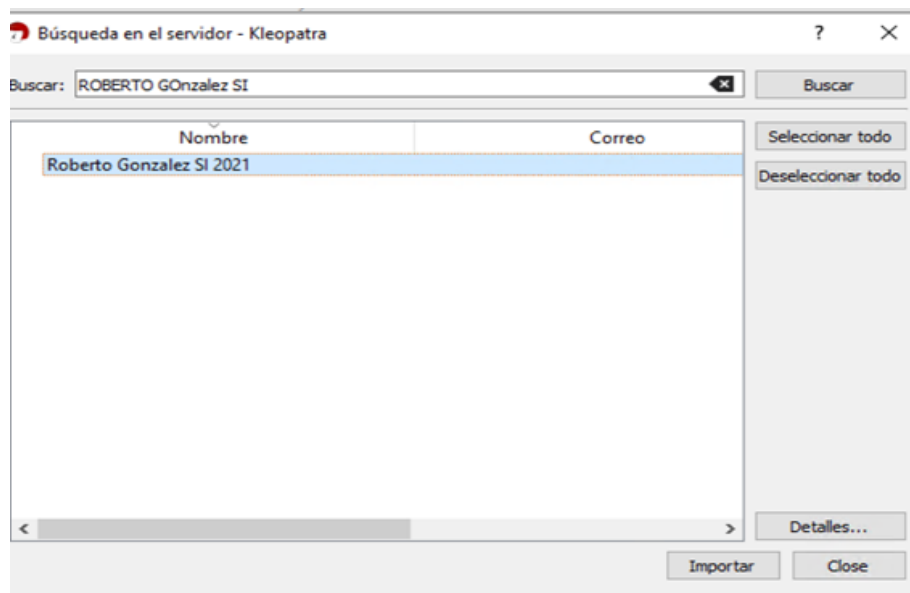 Búsqueda en el servidor - Kleopatra ? ×
Buscar: ROBERTO GOnzalez SI Buscar
Nombre Correo Seleccionar todo
Roberto Gonzalez SI 2021
Deseleccionar todo
Detalles...
Importar Close